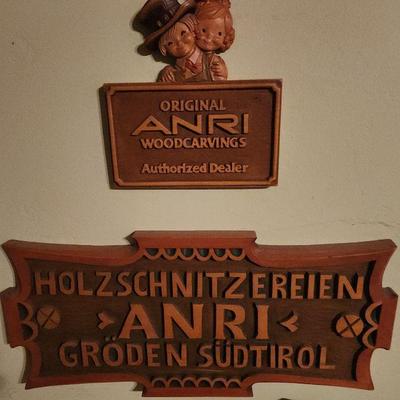 ORIGINAL
ANRI
WOODCARVINGS
Authorized Dealer
HOLZSCHNITZEREIEN
ANRI
GRÖDEN SÜDTIROL